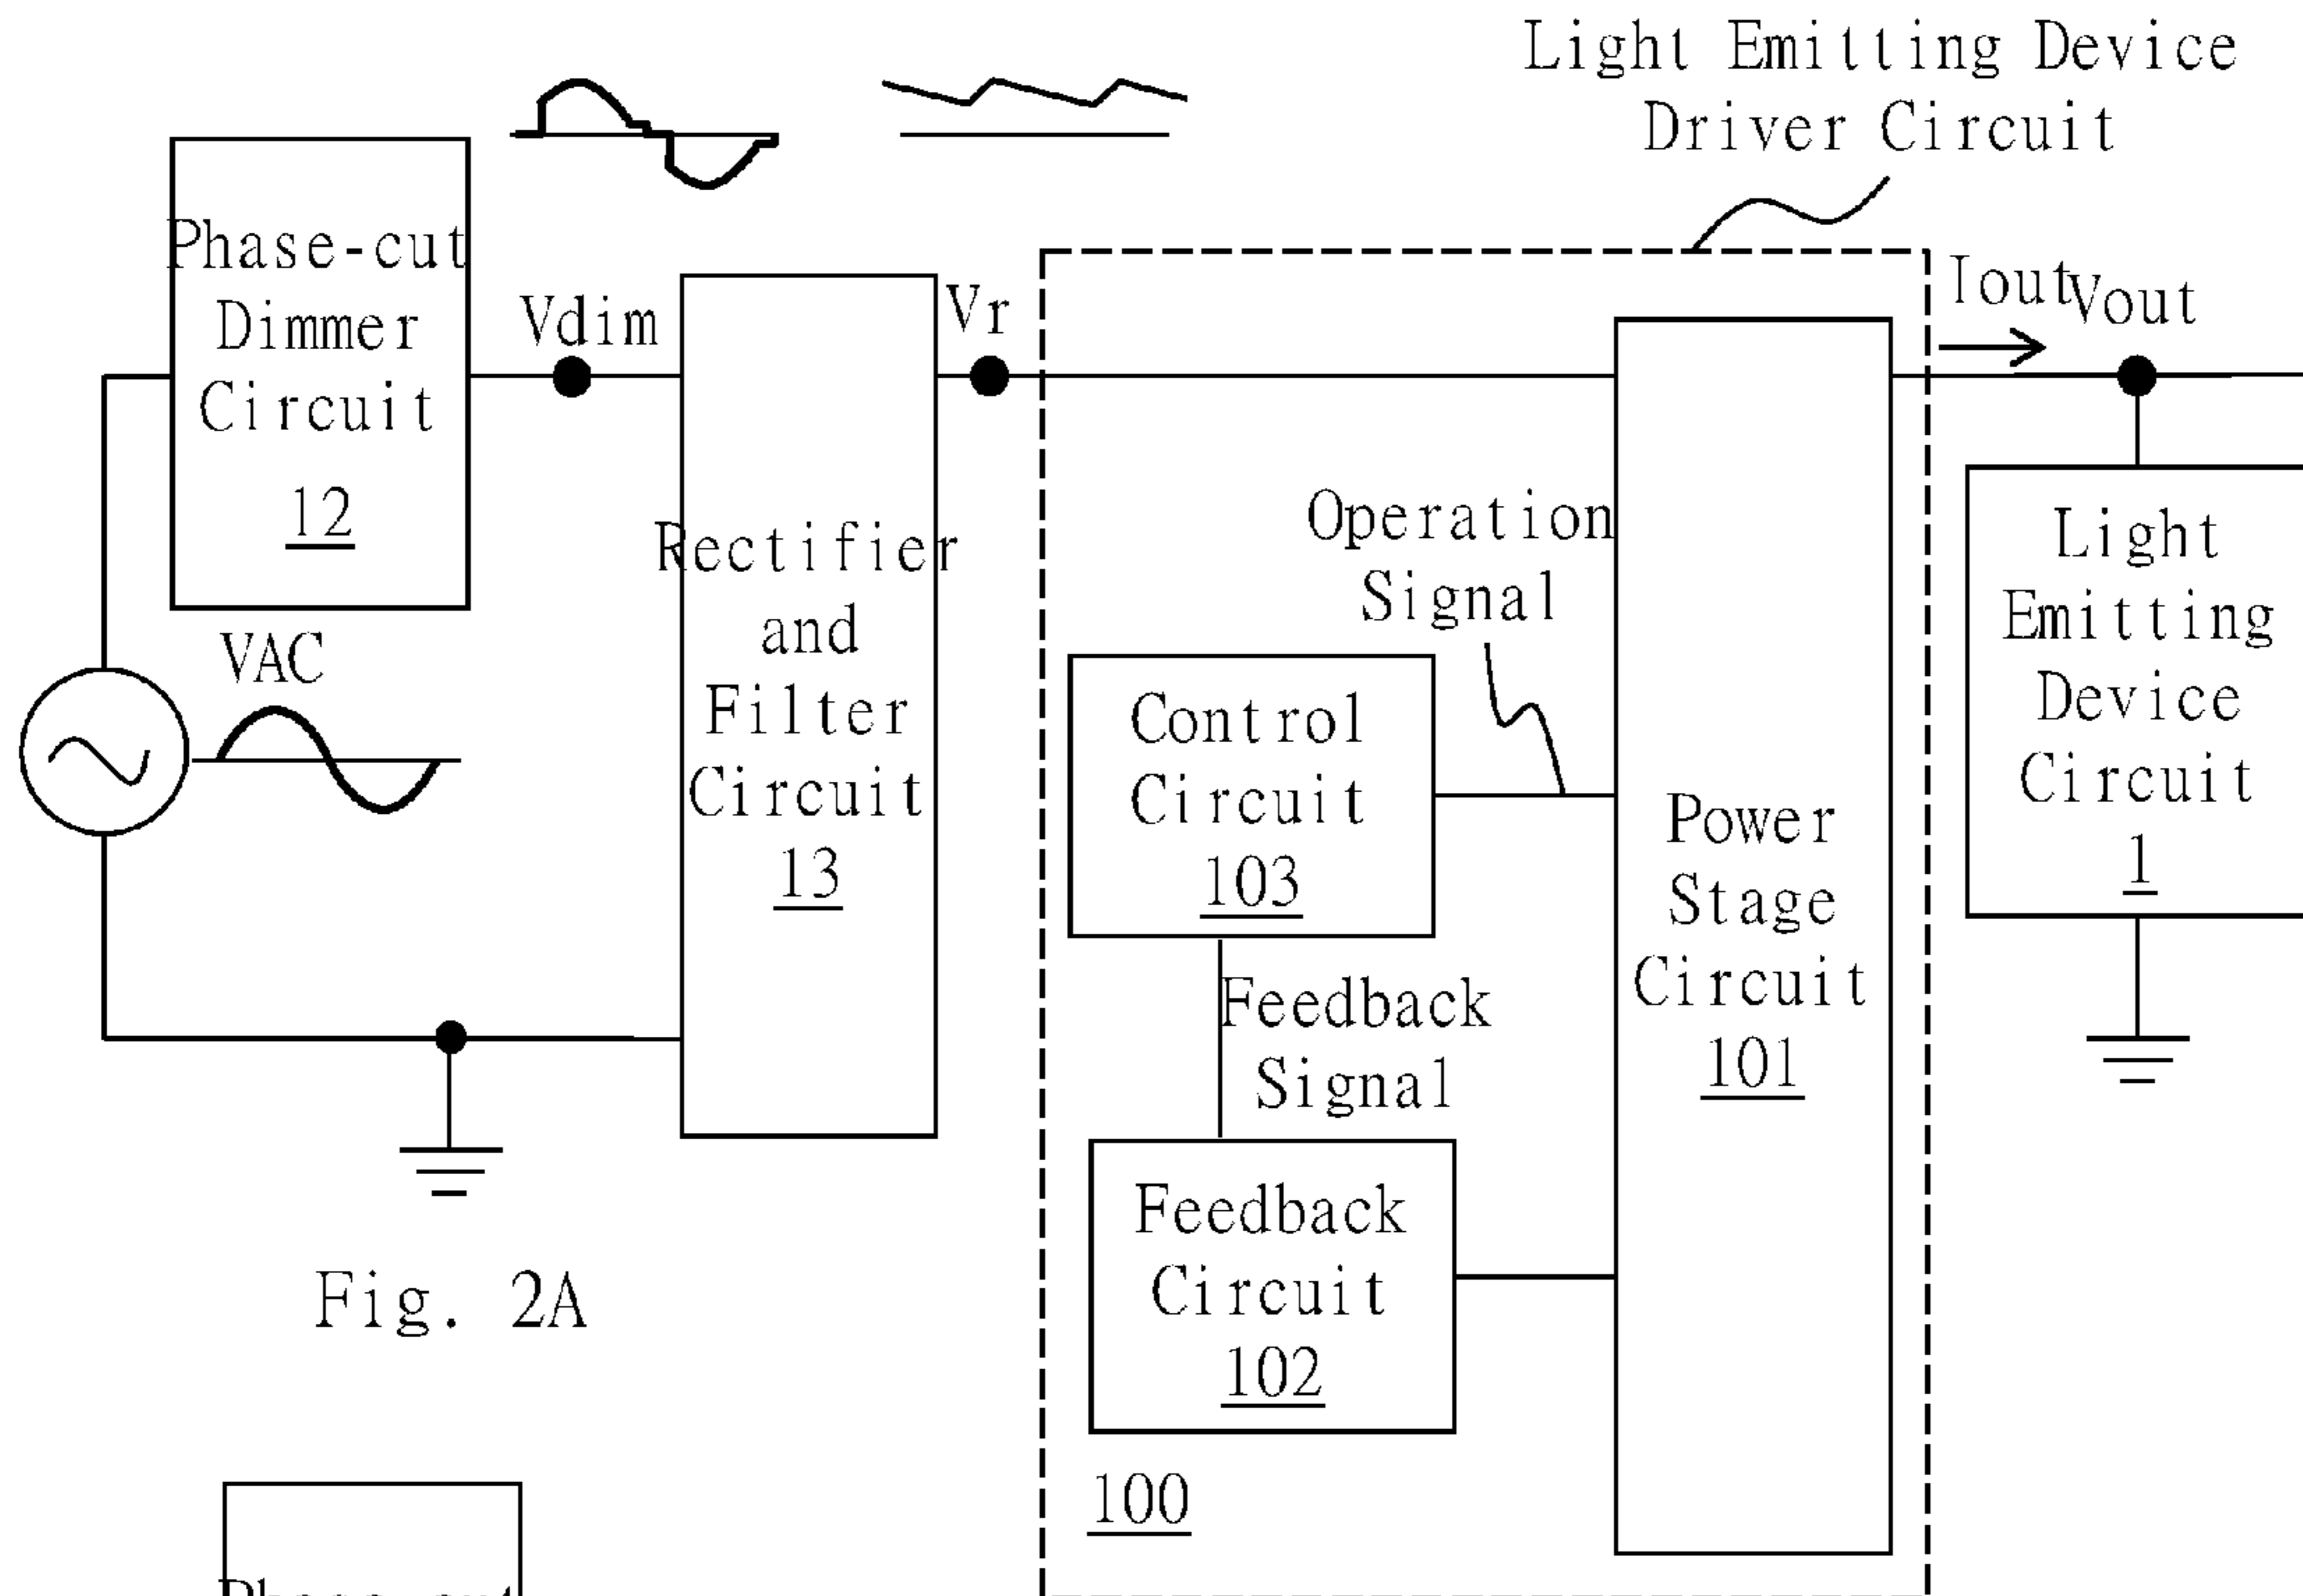 Light Emitting Device
Driver Circuit
Phase-cut
Dimmer
Circuit
12
Vdim
Vr
Iout
Vout
VAC
Rectifier
and
Filter
Circuit
13
Operation
Signal
Control
Circuit
103
Feedback
Signal
Feedback
Circuit
102
100
Power
Stage
Circuit
101
Light
Emitting
Device
Circuit
1
Fig. 2A
Phase-cut